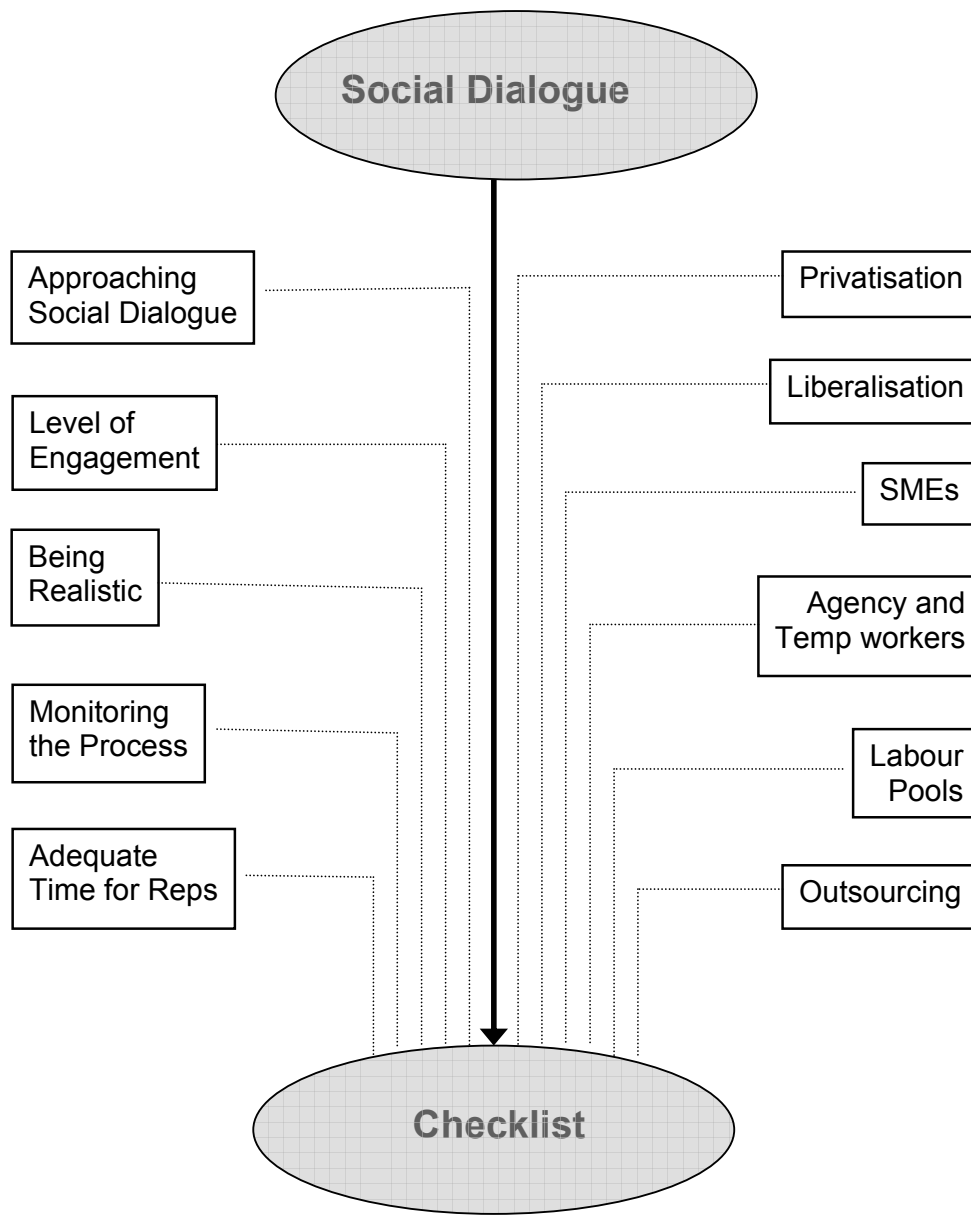 Social Dialogue
Approaching
Social Dialogue
Level of
Engagement
Being
Realistic
Monitoring
the Process
Adequate
Time for Reps
Privatisation
Liberalisation
SMEs
Agency and
Temp workers
Labour
Pools
Outsourcing
Checklist